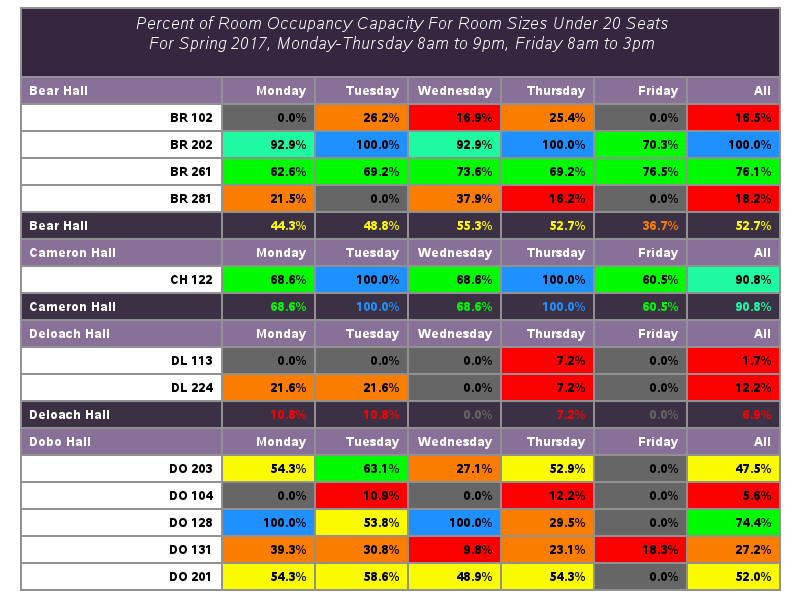 Percent of Room Occupancy Capacity For Room Sizes Under 20 Seats
For Spring 2017, Monday-Thursday 8am to 9pm, Friday 8am to 3pm
Bear Hall Monday Tuesday Wednesday Thursday Friday All
BR 102 0.0% 26.2% 16.9% 25.4% 0.0% 16.5%
BR 202 92.9% 100.0% 92.9% 100.0% 70.3% 100.0%
BR 261 62.6% 69.2% 73.6% 69.2% 76.5% 76.1%
BR 281 21.5% 0.0% 37.9% 16.2% 0.0% 18.2%
Bear Hall 44.3% 48.8% 55.3% 52.7% 36.7% 52.7%
Cameron Hall Monday Tuesday Wednesday Thursday Friday All
CH 122 68.6% 100.0% 68.6% 100.0% 60.5% 90.8%
Cameron Hall 68.6% 100.0% 68.6% 100.0% 60.5% 90.8%
Deloach Hall Monday Tuesday Wednesday Thursday Friday All
DL 113 0.0% 0.0% 0.0% 7.2% 0.0% 1.7%
DL 224 21.6% 21.6% 0.0% 7.2% 0.0% 12.2%
Deloach Hall 10.8% 10.8% 0.0% 7.2% 0.0% 6.9%
Dobo Hall Monday Tuesday Wednesday Thursday Friday All
DO 203 54.3% 63.1% 27.1% 52.9% 0.0% 47.5%
DO 104 0.0% 10.9% 0.0% 12.2% 0.0% 5.6%
DO 128 100.0% 53.8% 100.0% 29.5% 0.0% 74.4%
DO 131 39.3% 30.8% 9.8% 23.1% 18.3% 27.2%
DO 201 54.3% 58.6% 48.9% 54.3% 0.0% 52.0%